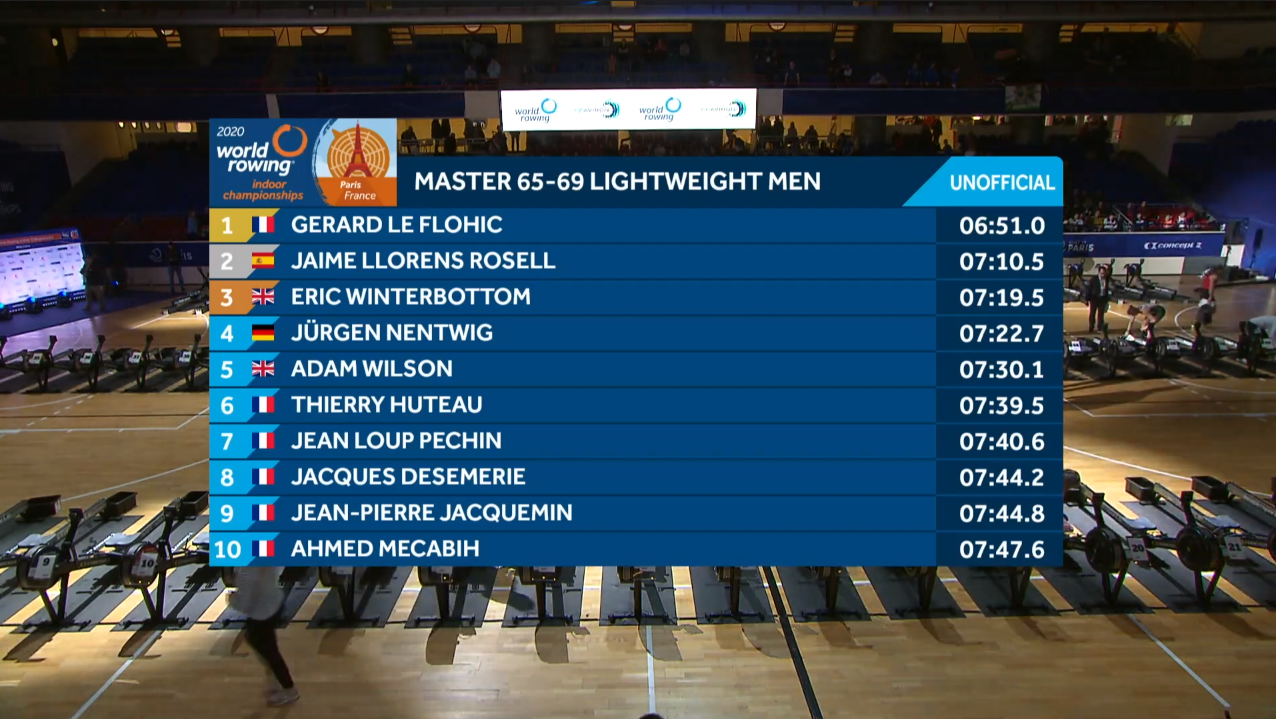 world rowing
world rowing
2020
world rowing
indoor championships
Paris France
MASTER 65-69 LIGHTWEIGHT MEN
UNOFFICIAL
1 GERARD LE FLOHIC 06:51.0
2 JAIME LLORENS ROSELL 07:10.5
3 ERIC WINTERBOTTOM 07:19.5
4 JÜRGEN NENTWIG 07:22.7
5 ADAM WILSON 07:30.1
6 THIERRY HUTEAU 07:39.5
7 JEAN LOUP PECHIN 07:40.6
8 JACQUES DESEMERIE 07:44.2
9 JEAN-PIERRE JACQUEMIN 07:44.8
10 AHMED MECABIH 07:47.6
PARIS
concept 2
9
10
20
21